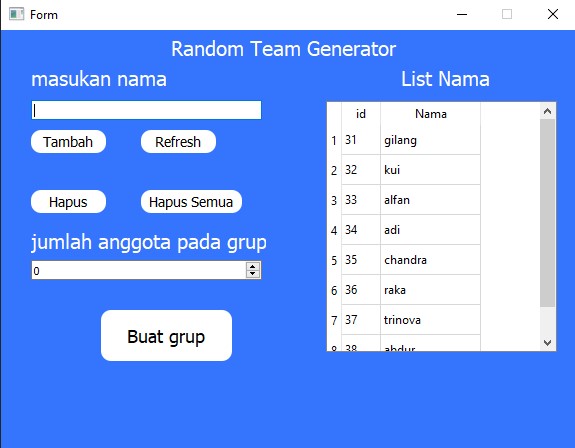 Form
Random Team Generator
masukan nama
List Nama
Tambah
Refresh
Hapus
Hapus Semua
jumlah anggota pada grup
0
Buat grup
id Nama
1 31 gilang
2 32 kui
3 33 alfan
4 34 adi
5 35 chandra
6 36 raka
7 37 trinova
8 38 abdur